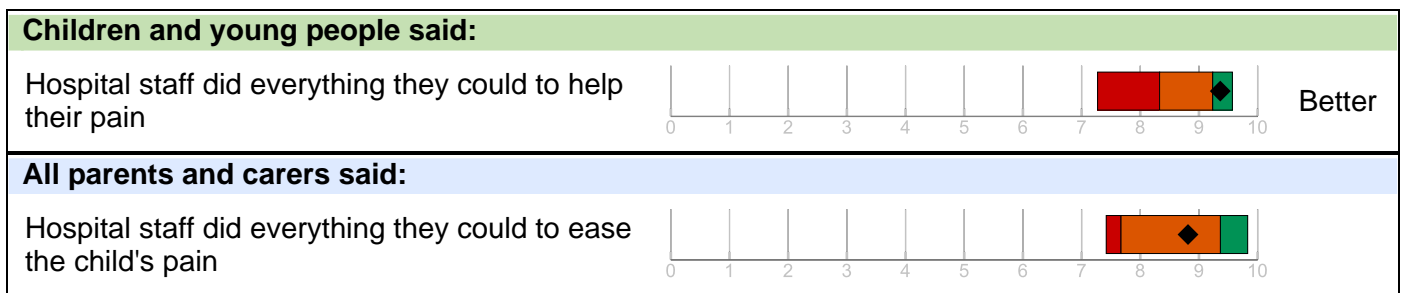 Children and young people said:
Hospital staff did everything they could to help
their pain
0 1 2 3 4 5 6 7 8 9 10
Better
All parents and carers said:
Hospital staff did everything they could to ease
the child's pain
0 1 2 3 4 5 6 7 8 9 10